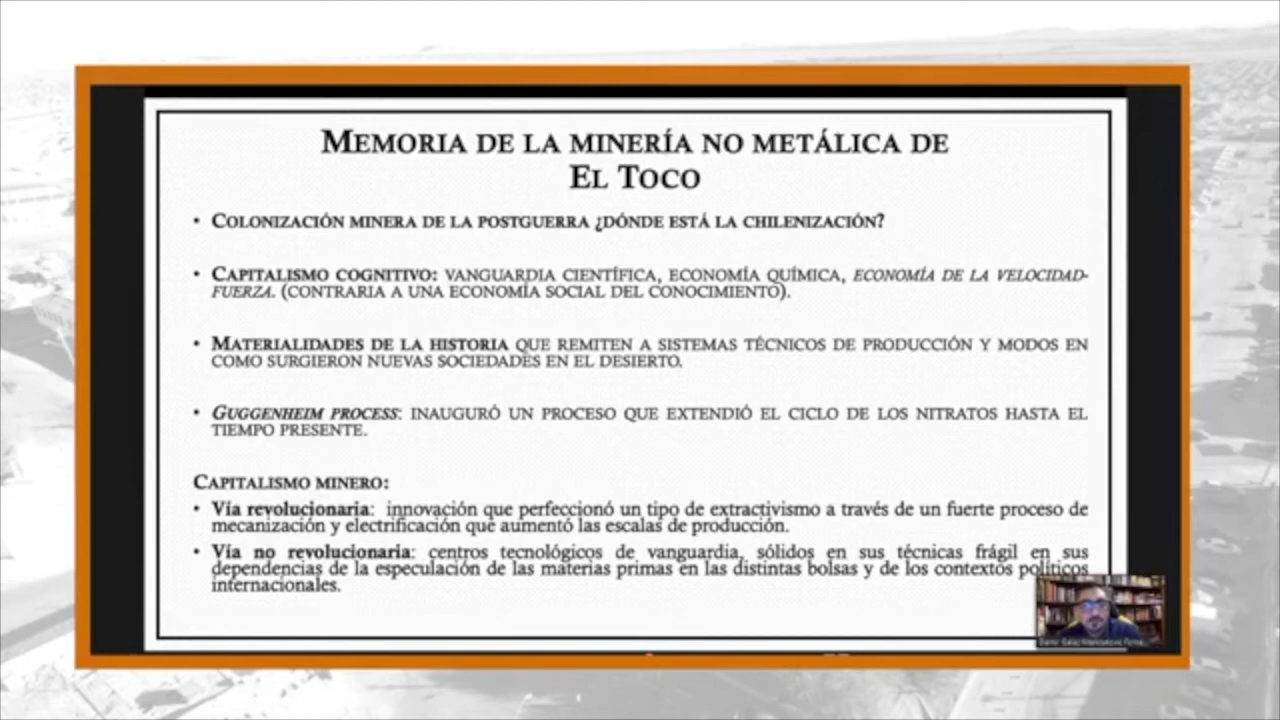 MEMORIA DE LA MINERÍA NO METÁLICA DE
EL TOCO
• COLONIZACIÓN MINERA DE LA POSTGUERRA ¿DÓNDE ESTÁ LA CHILENIZACIÓN?
• CAPITALISMO COGNITIVO: VANGUARDIA CIENTÍFICA, ECONOMÍA QUÍMICA, ECONOMÍA DE LA VELOCIDAD-
FUERZA. (CONTRARIA A UNA ECONOMÍA SOCIAL DEL CONOCIMIENTO).
• MATERIALIDADES DE LA HISTORIA QUE REMITEN A SISTEMAS TÉCNICOS DE PRODUCCIÓN Y MODOS EN
COMO SURGIERON NUEVAS SOCIEDADES EN EL DESIERTO.
• GUGGENHEIM PROCESS: INAUGURÓ UN PROCESO QUE EXTENDIÓ EL CICLO DE LOS NITRATOS HASTA EL
TIEMPO PRESENTE.
CAPITALISMO MINERO:
• Vía revolucionaria: innovación que perfeccionó un tipo de extractivismo a través de un fuerte proceso de
mecanización y electrificación que aumentó las escalas de producción.
• Vía no revolucionaria: centros tecnológicos de vanguardia, sólidos en sus técnicas frágil en sus
dependencias de la especulación de las materias primas en las distintas bolsas y de los contextos políticos
internacionales.